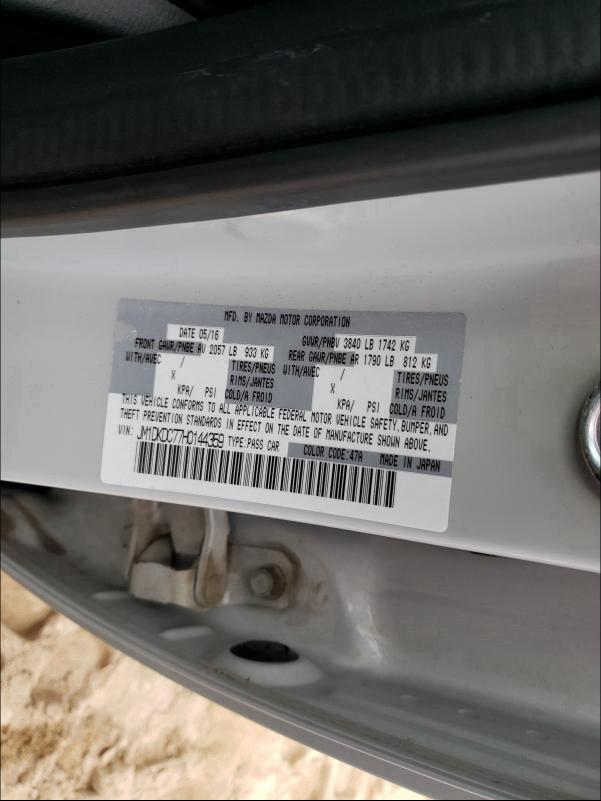 MFD. BY MAZDA MOTOR CORPORATION
DATE 05/16 GVWR/PNBV 3840 LB 1742 KG
FRONT GAWR/PNBE AV 2057 LB 933 KG REAR GAWR/PNBE AR 1790 LB 812 KG
WITH/AVEC / TIRES/PNEUS WITH/AVEC / TIRES/PNEUS
X RIMS/JANTES X RIMS/JANTES
KPA/ PSI COLD/A FROID KPA/ PSI COLD/A FROID
THIS VEHICLE CONFORMS TO ALL APPLICABLE FEDERAL MOTOR VEHICLE SAFETY, BUMPER, AND
THEFT PREVENTION STANDARDS IN EFFECT ON THE DATE OF MANUFACTURE SHOWN ABOVE.
VIN: JM1DKDC77H0144359 TYPE:PASS CAR COLOR CODE:47A MADE IN JAPAN